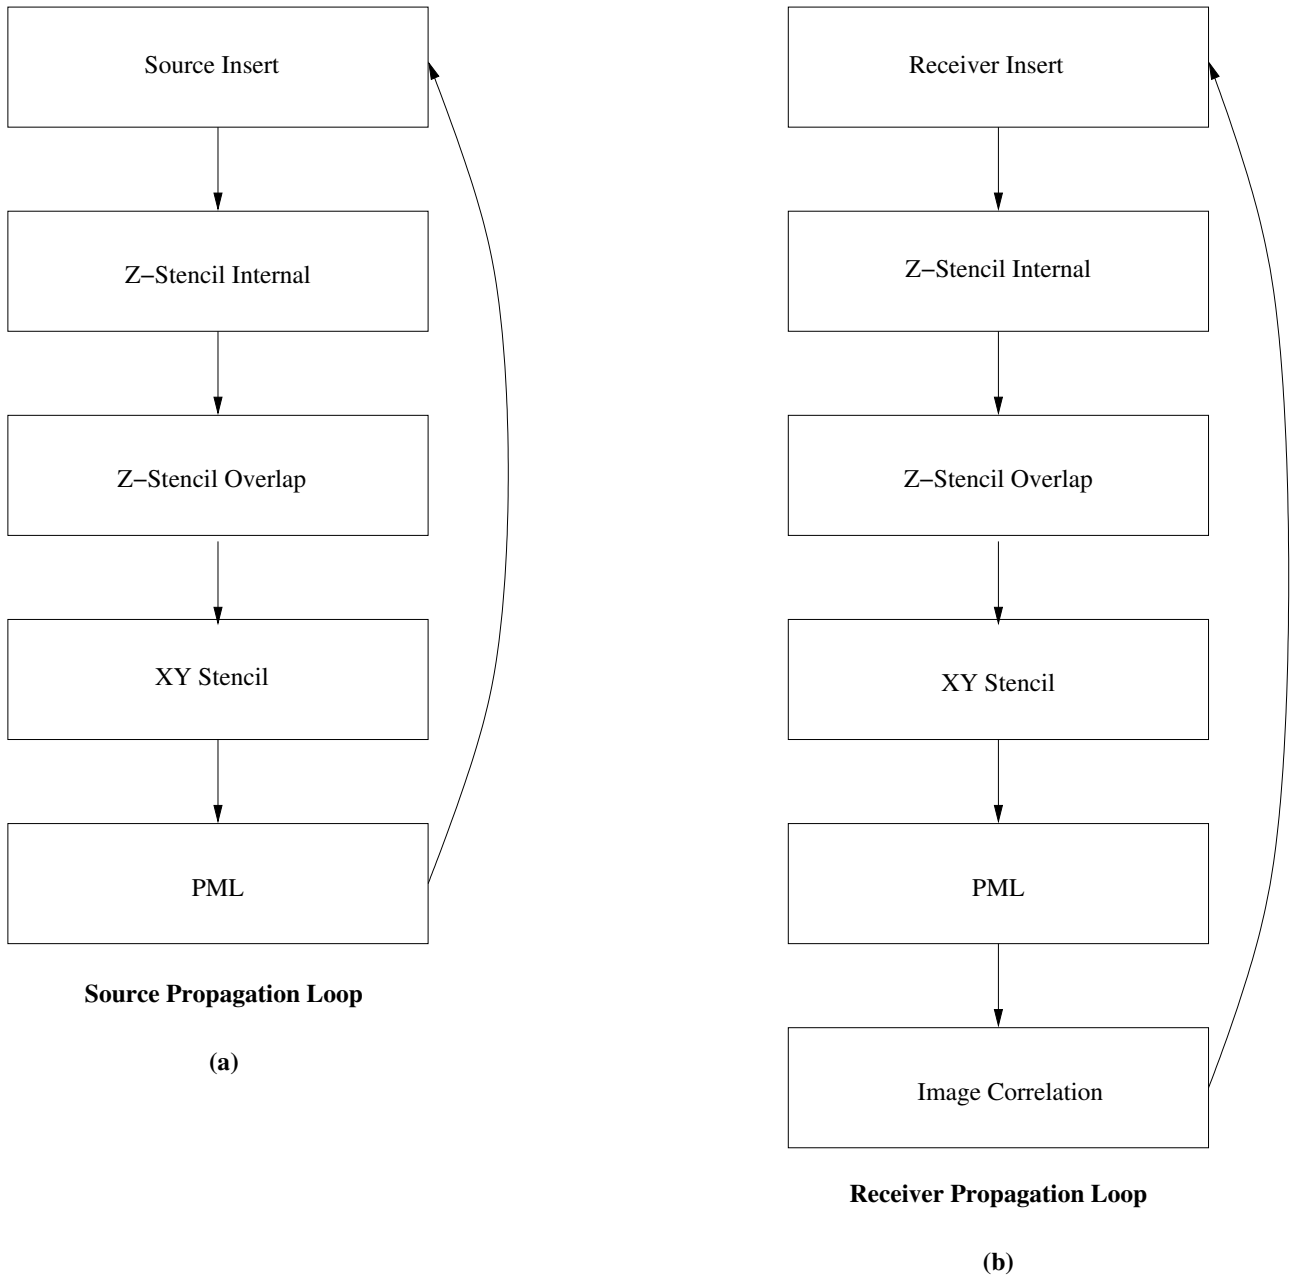 Source Insert
Z−Stencil Internal
Z−Stencil Overlap
XY Stencil
PML
Source Propagation Loop
(a)
Receiver Insert
Z−Stencil Internal
Z−Stencil Overlap
XY Stencil
PML
Image Correlation
Receiver Propagation Loop
(b)